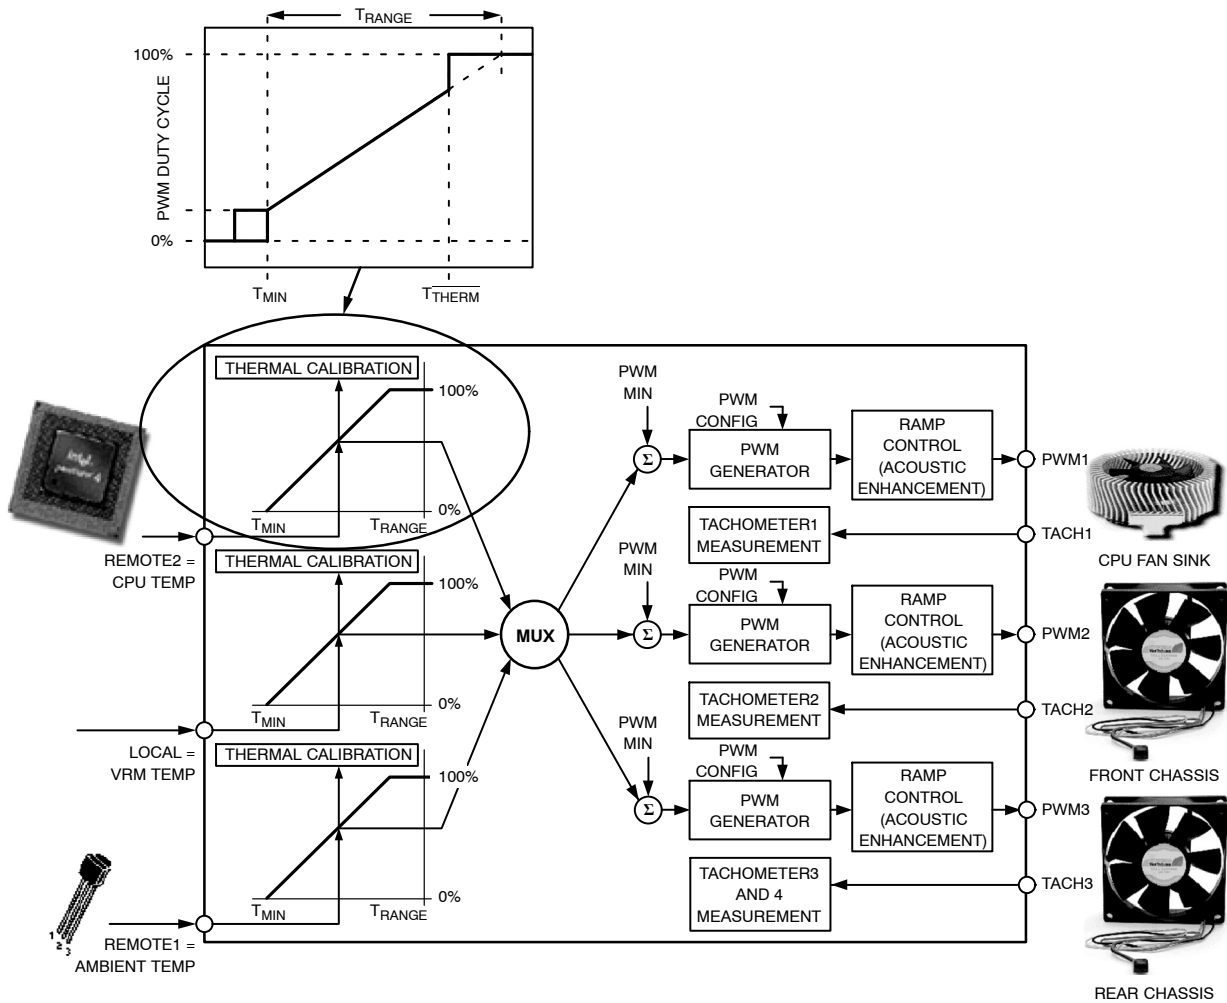 TRANGE
100%
PWM DUTY CYCLE
0%
TMIN
TTHERM
THERMAL CALIBRATION
100%
0%
TMIN
TRANGE
REMOTE2 =
CPU TEMP
THERMAL CALIBRATION
100%
0%
TMIN
TRANGE
LOCAL =
VRM TEMP
THERMAL CALIBRATION
100%
0%
TMIN
TRANGE
1
2
3
REMOTE1 =
AMBIENT TEMP
MUX
PWM
MIN
Σ
PWM
CONFIG
PWM
GENERATOR
RAMP
CONTROL
(ACOUSTIC
ENHANCEMENT)
PWM1
TACHOMETER1
MEASUREMENT
TACH1
CPU FAN SINK
PWM
MIN
Σ
PWM
CONFIG
PWM
GENERATOR
RAMP
CONTROL
(ACOUSTIC
ENHANCEMENT)
PWM2
TACHOMETER2
MEASUREMENT
TACH2
FRONT CHASSIS
PWM
MIN
Σ
PWM
CONFIG
PWM
GENERATOR
RAMP
CONTROL
(ACOUSTIC
ENHANCEMENT)
PWM3
TACHOMETER3
AND 4
MEASUREMENT
TACH3
REAR CHASSIS